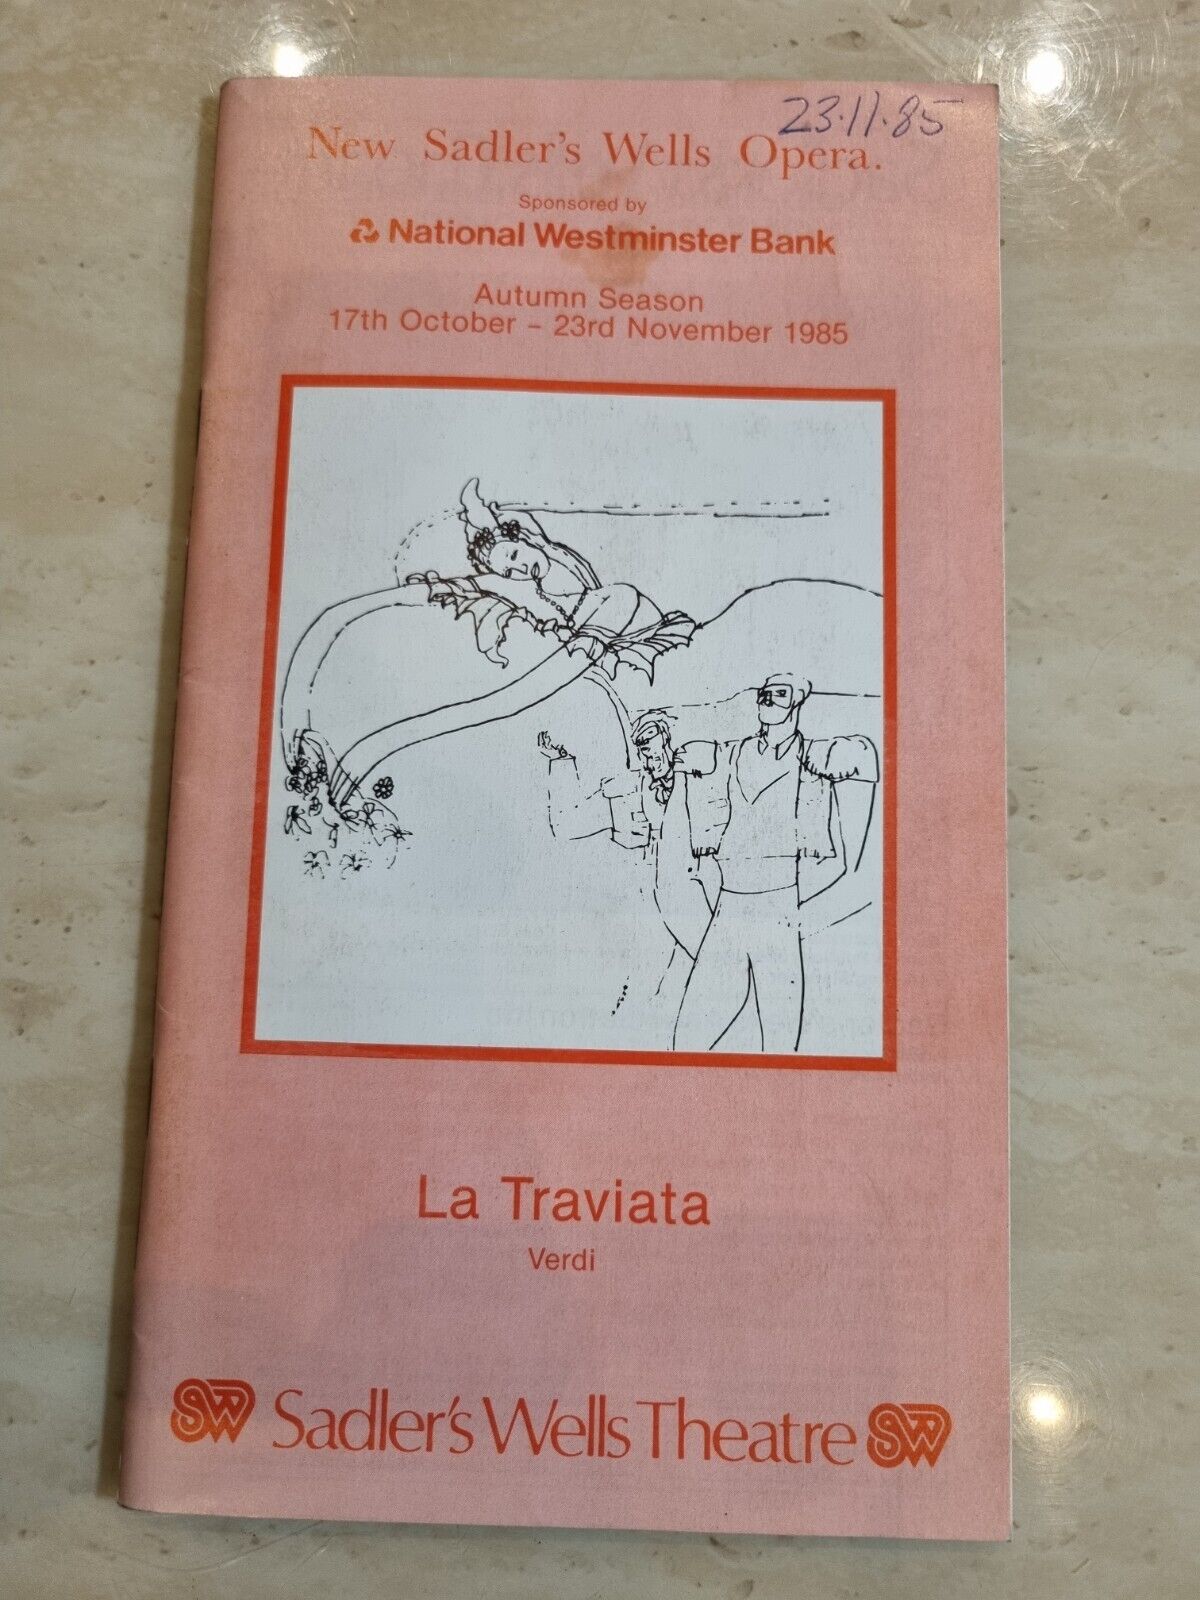 23.11.85
New Sadler's Wells Opera.
Sponsored by
National Westminster Bank
Autumn Season
17th October – 23rd November 1985
La Traviata
Verdi
SW Sadler's Wells Theatre SW